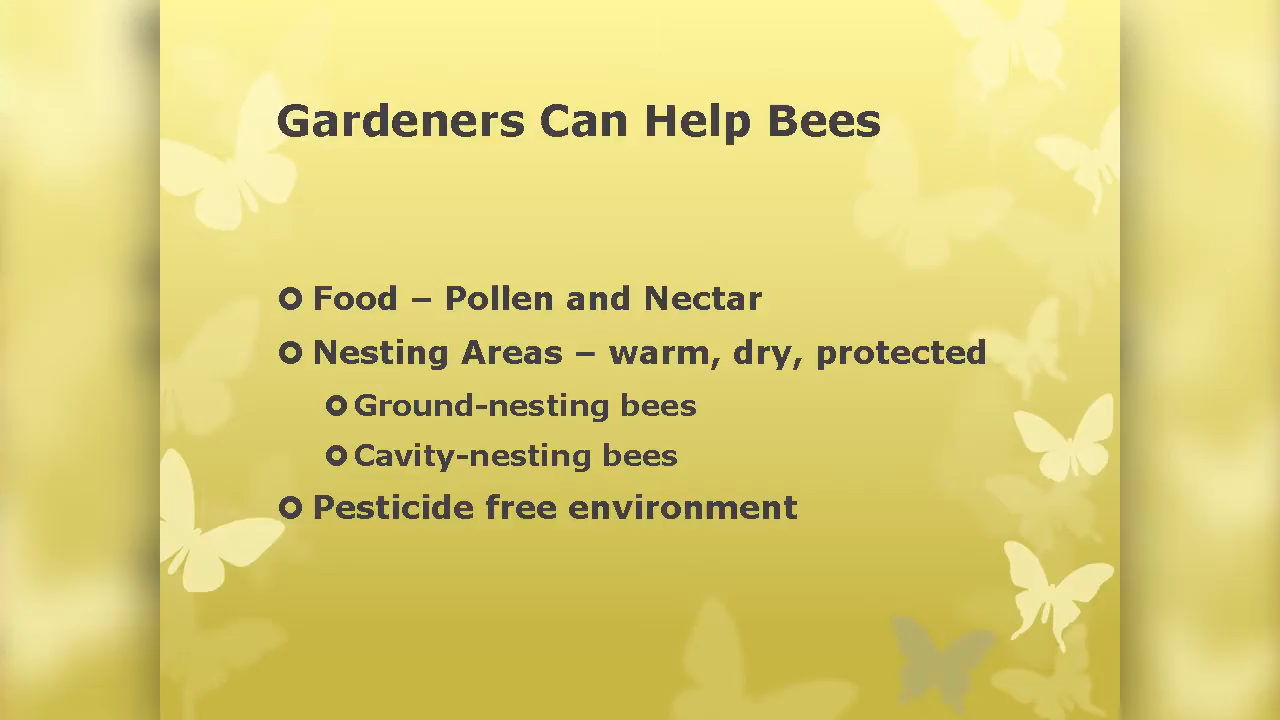 Gardeners Can Help Bees
Food – Pollen and Nectar
Nesting Areas – warm, dry, protected
Ground-nesting bees
Cavity-nesting bees
Pesticide free environment